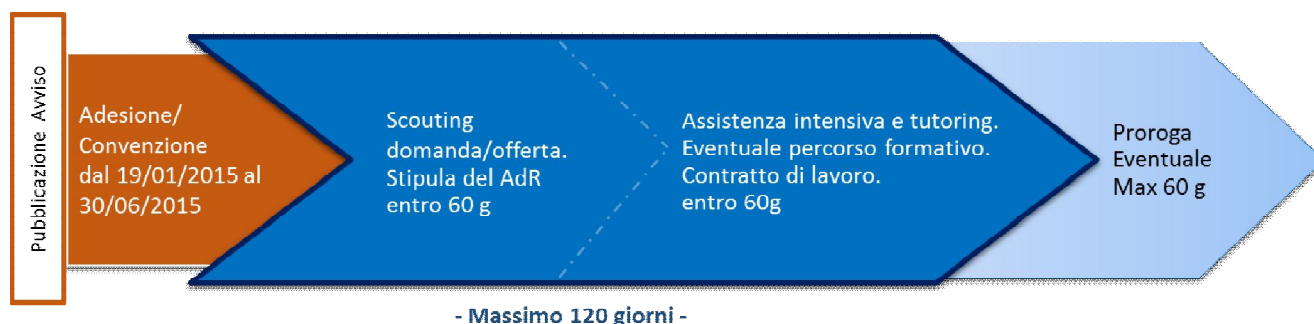 Pubblicazione Avviso
Adesione/
Convenzione
dal 19/01/2015 al
30/06/2015
Scouting
domanda/offerta.
Stipula del AdR
entro 60 g
Assistenza intensiva e tutoring.
Eventuale percorso formativo.
Contratto di lavoro.
entro 60g
Proroga
Eventuale
Max 60 g
- Massimo 120 giorni -